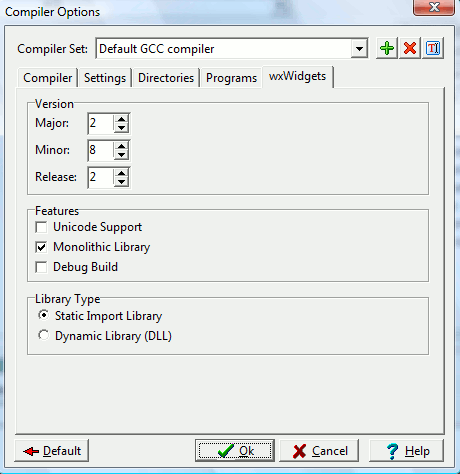 Compiler Options
Compiler Set: Default GCC compiler
Compiler Settings Directories Programs wxWidgets
Version
Major: 2
Minor: 8
Release: 2
Features
Unicode Support
Monolithic Library
Debug Build
Library Type
Static Import Library
Dynamic Library (DLL)
Default Ok Cancel Help